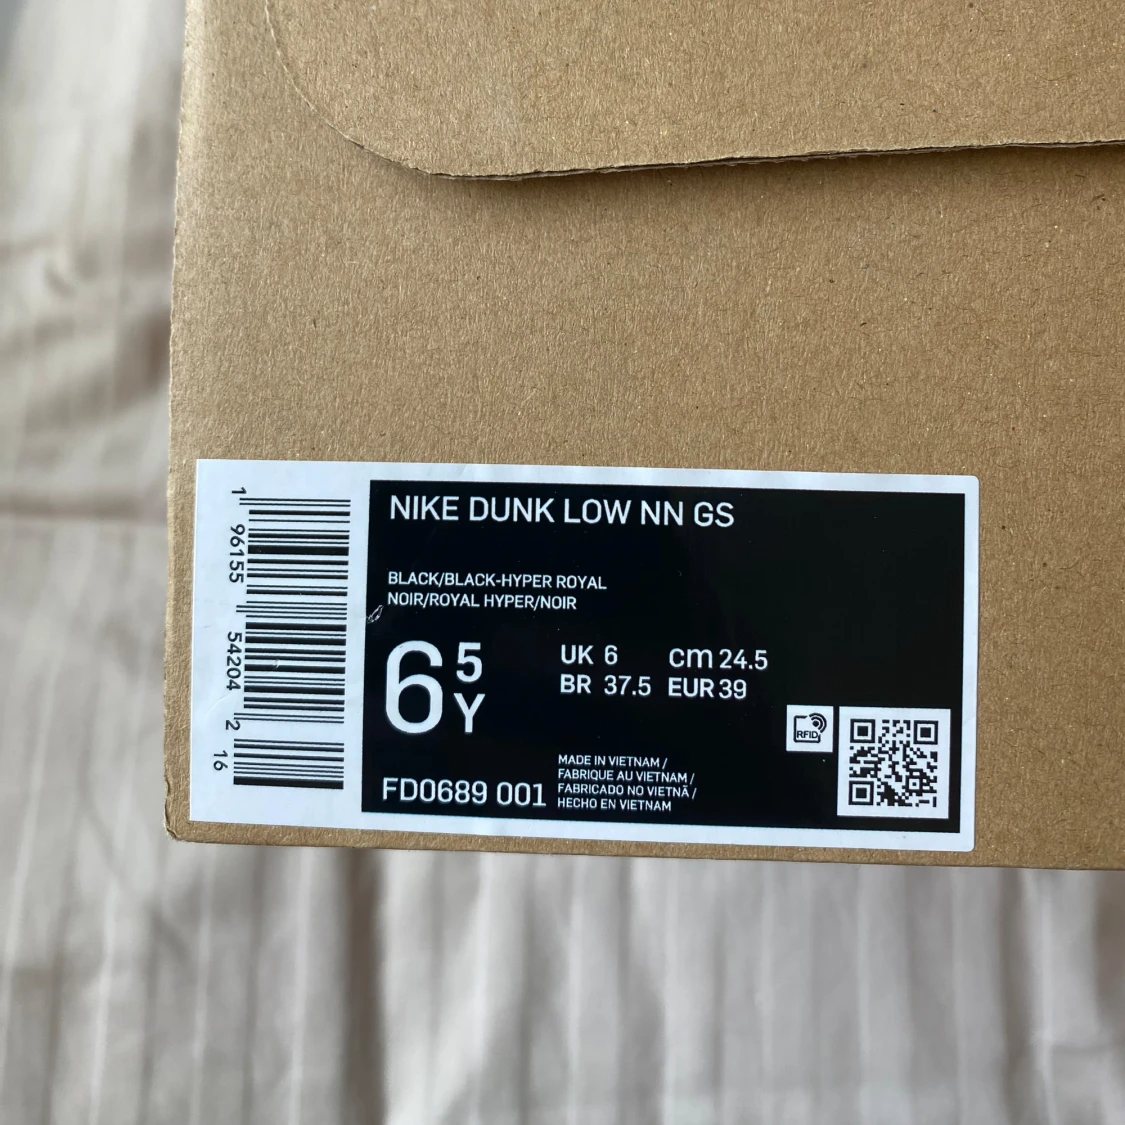 NIKE DUNK LOW NN GS
BLACK/BLACK-HYPER ROYAL
NOIR/ROYAL HYPER/NOIR
6 5 Y
UK 6 cm 24.5
BR 37.5 EUR 39
RFID
FD0689 001
MADE IN VIETNAM /
FABRIQUE AU VIETNAM /
FABRICADO NO VIETNÃ /
HECHO EN VIETNAM
1 96155 54204 2 16